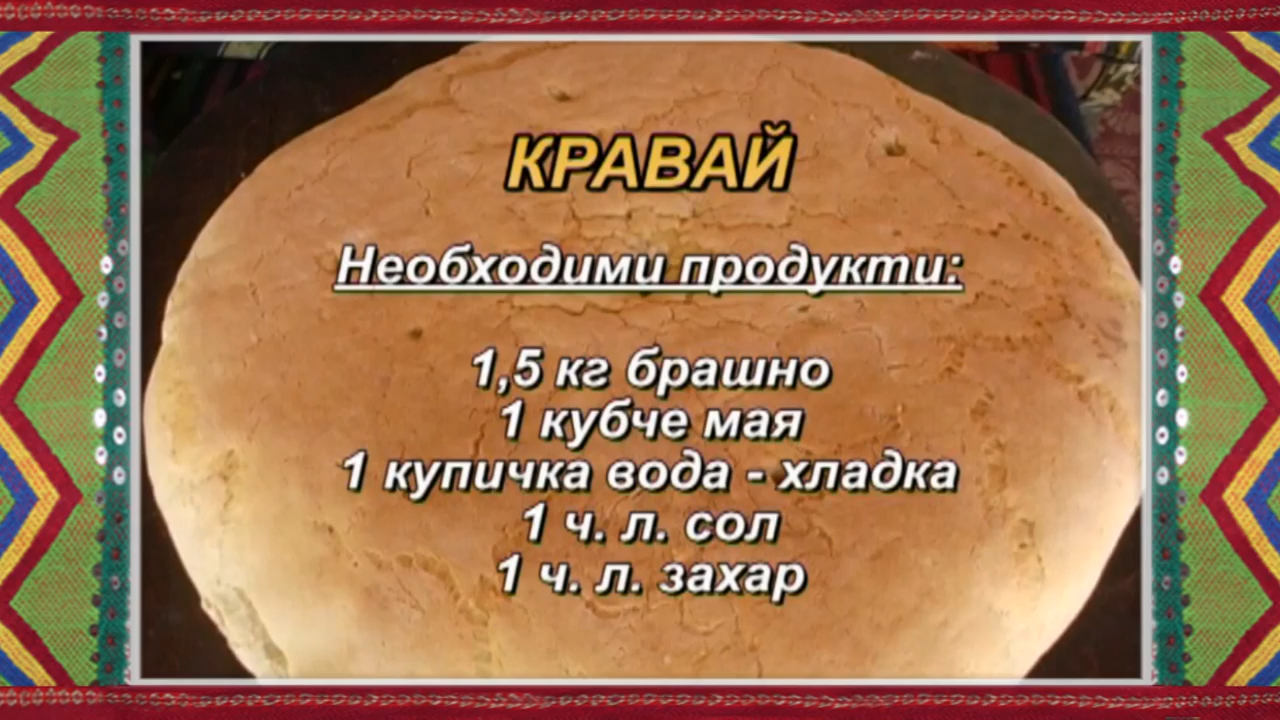 КРАВАЙ
Необходими продукти:
1,5 кг брашно
1 кубче мая
1 купичка вода - хладка
1 ч. л. сол
1 ч. л. захар